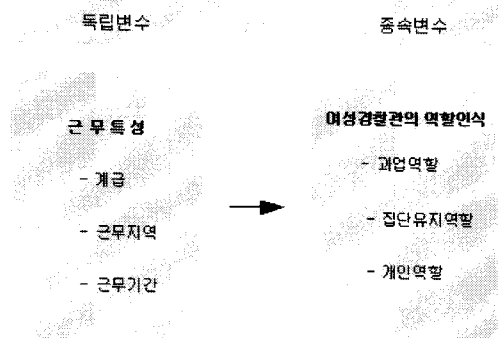 독립변수
종속변수
근 무 특 성
- 계급
- 근무지역
- 근무기간
여성경찰관의 역할인식
- 과업역할
- 집단유지역할
- 개인역할